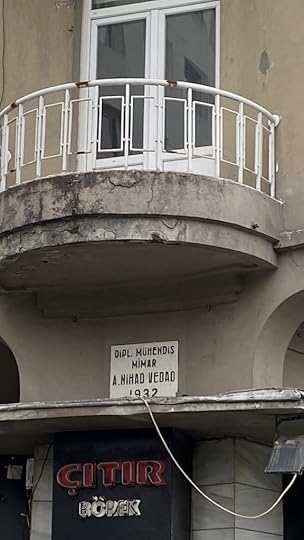 DİPL. MÜHENDİS
MİMAR
A.NİHAD VEDAD
1932
ÇITIR
BÖREK